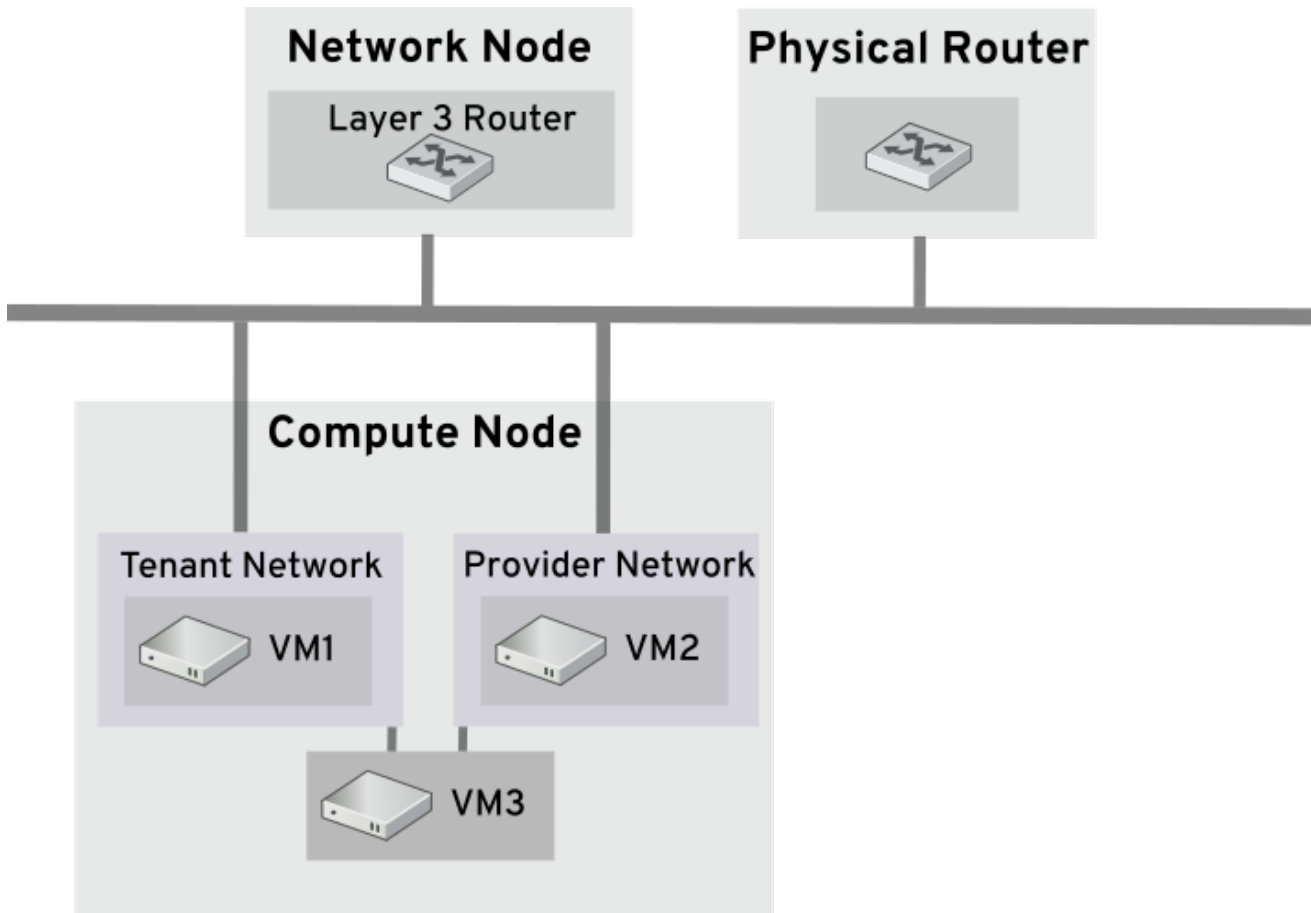 Network Node
Physical Router
Layer 3 Router
Compute Node
Tenant Network
Provider Network
VM1
VM2
VM3